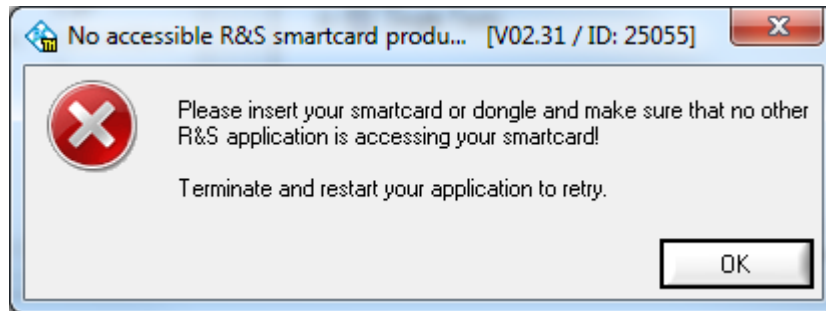 No accessible R&S smartcard produ... [V02.31 / ID: 25055]
Please insert your smartcard or dongle and make sure that no other
R&S application is accessing your smartcard!
Terminate and restart your application to retry.
OK